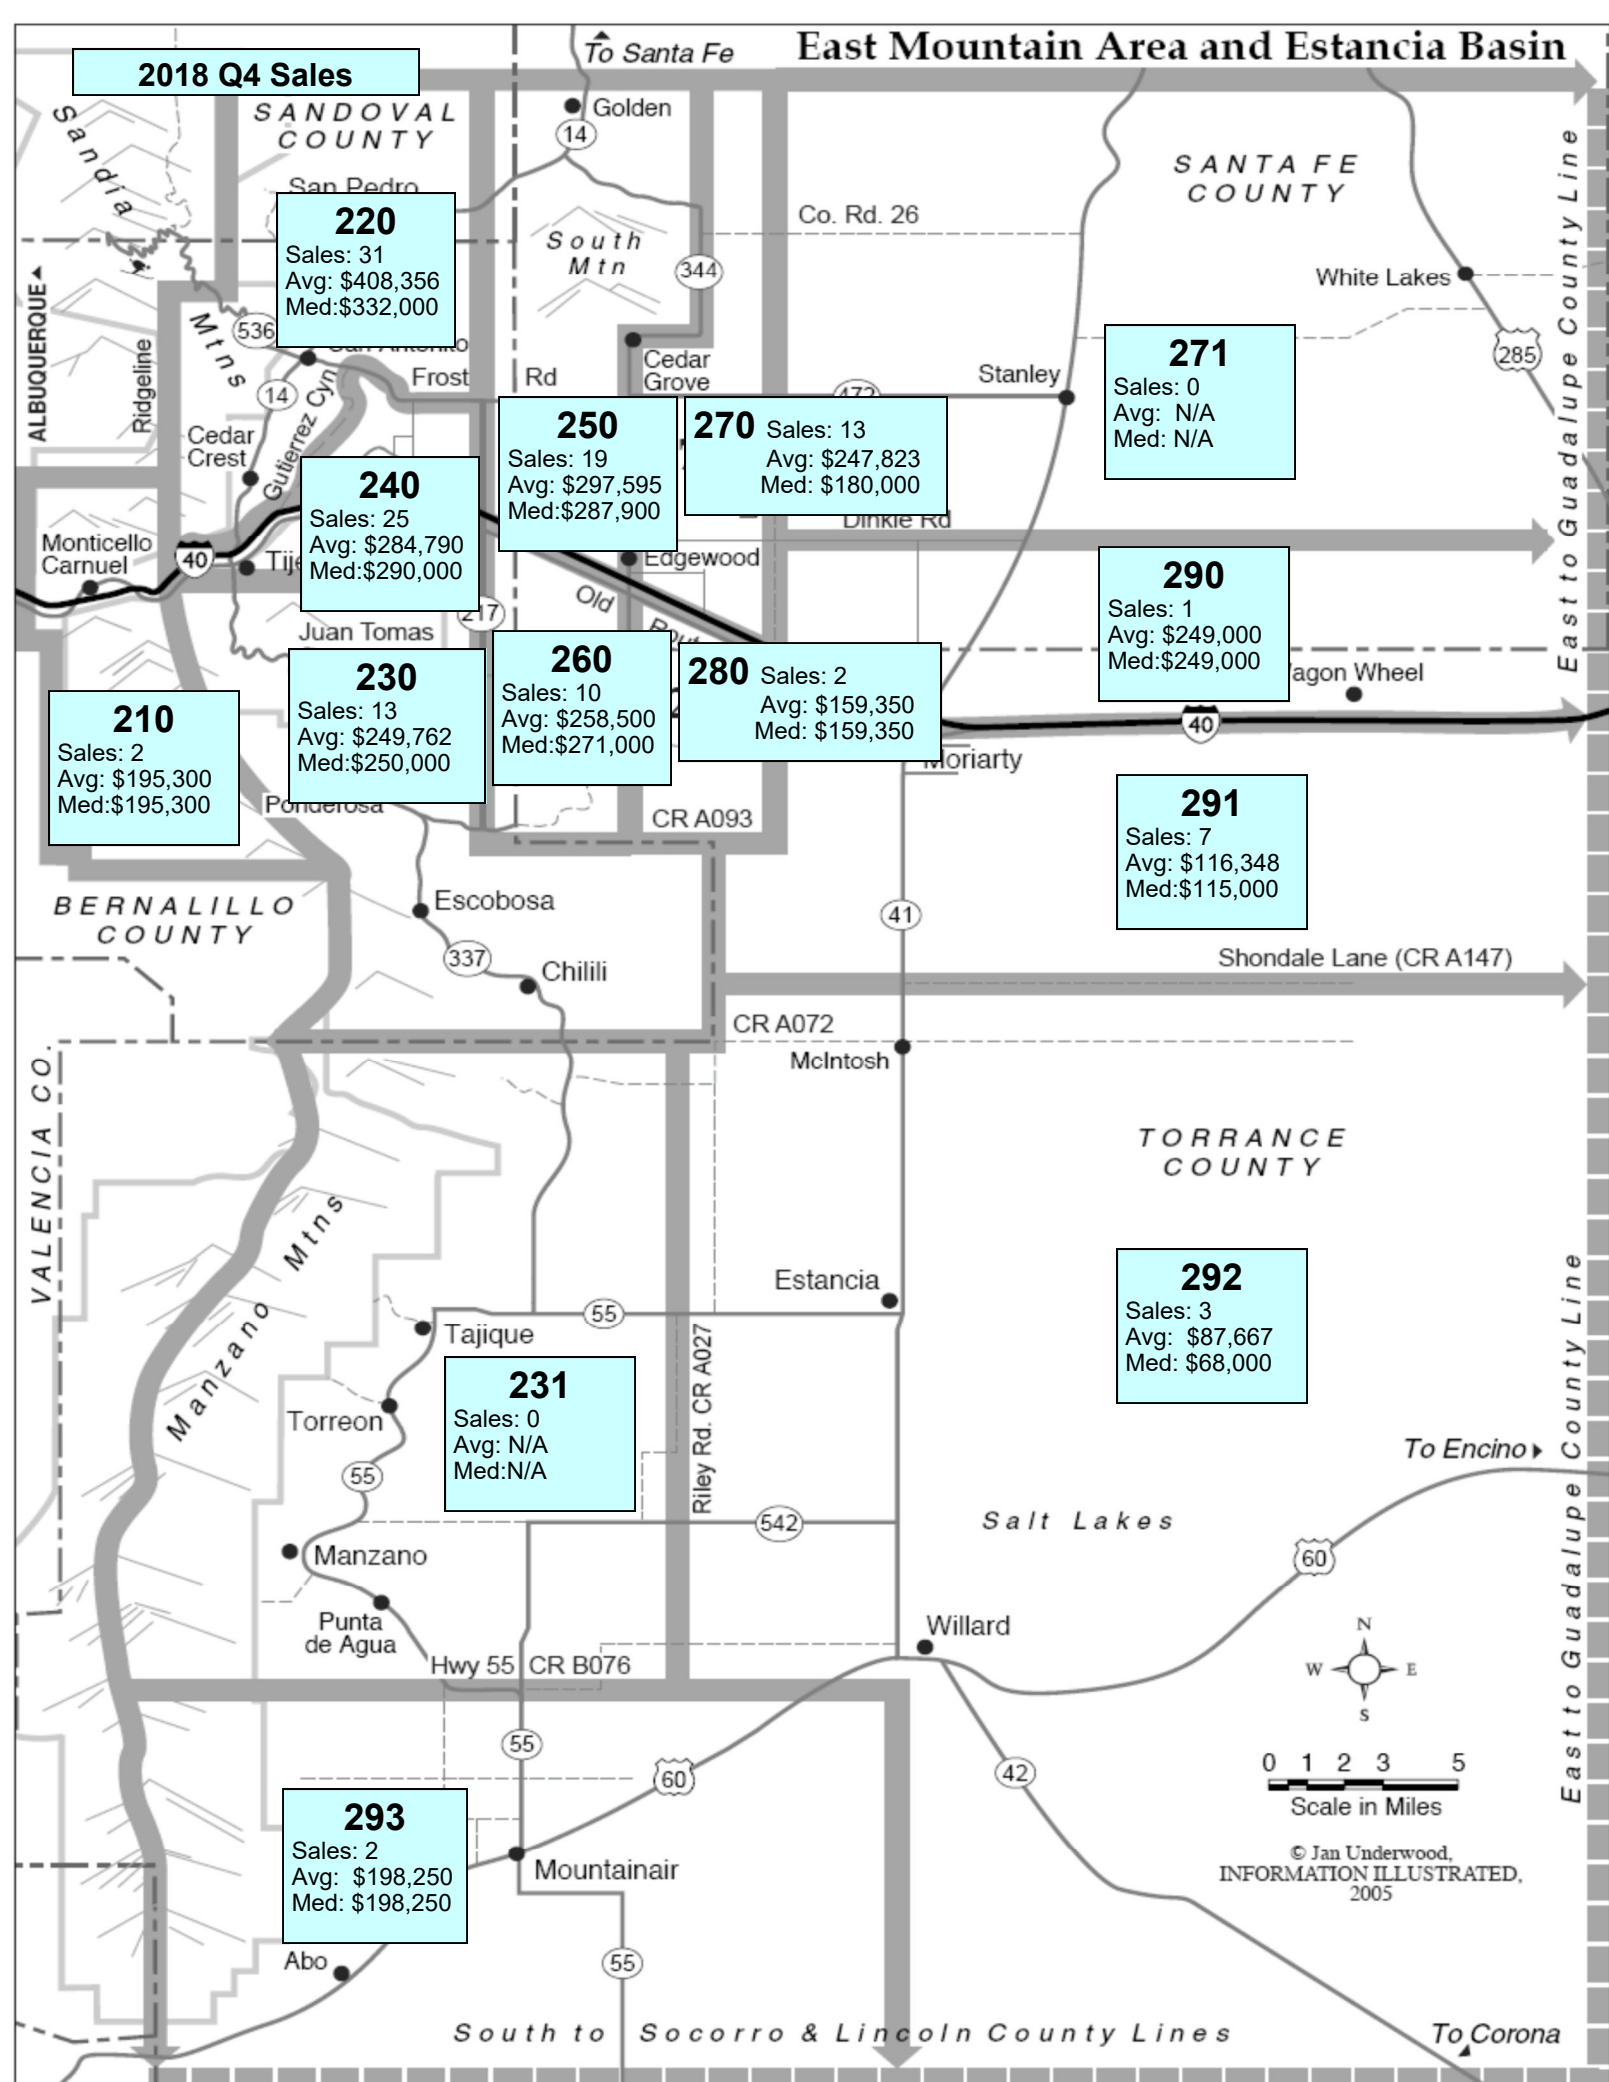 To Santa Fe
East Mountain Area and Estancia Basin
2018 Q4 Sales
SANDOVAL
COUNTY
Golden
14
Sandia
Mtns
San Pedro
SANTA FE
COUNTY
Co. Rd. 26
South
Mtn
344
White Lakes
285
East to Guadalupe County Line
ALBUQUERQUE
Ridgeline
220
Sales: 31
Avg: $408,356
Med:$332,000
536
San Antonito
14
Gutierrez Cyn
Frost
Rd
Cedar
Grove
472
Stanley
271
Sales: 0
Avg: N/A
Med: N/A
Cedar
Crest
250
Sales: 19
Avg: $297,595
Med:$287,900
270
Sales: 13
Avg: $247,823
Med: $180,000
Dinkle Rd
240
Sales: 25
Avg: $284,790
Med:$290,000
Monticello
Carnuel
40
Tije
Edgewood
Old
217
Juan Tomas
290
Sales: 1
Avg: $249,000
Med:$249,000
agon Wheel
40
230
Sales: 13
Avg: $249,762
Med:$250,000
260
Sales: 10
Avg: $258,500
Med:$271,000
280
Sales: 2
Avg: $159,350
Med: $159,350
Moriarty
210
Sales: 2
Avg: $195,300
Med:$195,300
Ponderosa
CR A093
291
Sales: 7
Avg: $116,348
Med:$115,000
BERNALILLO
COUNTY
Escobosa
41
337
Chilili
Shondale Lane (CR A147)
CR A072
McIntosh
VALENCIA CO.
TORRANCE
COUNTY
Manzano Mtns
Estancia
55
Tajique
292
Sales: 3
Avg: $87,667
Med: $68,000
East to Guadalupe County Line
Riley Rd. CR A027
231
Sales: 0
Avg: N/A
Med:N/A
Torreon
55
To Encino
542
Salt Lakes
60
Manzano
Punta
de Agua
Willard
Hwy 55
CR B076
N
W
E
S
55
60
42
0 1 2 3 5
Scale in Miles
293
Sales: 2
Avg: $198,250
Med: $198,250
Mountainair
© Jan Underwood,
INFORMATION ILLUSTRATED,
2005
Abo
55
South to Socorro & Lincoln County Lines
To Corona